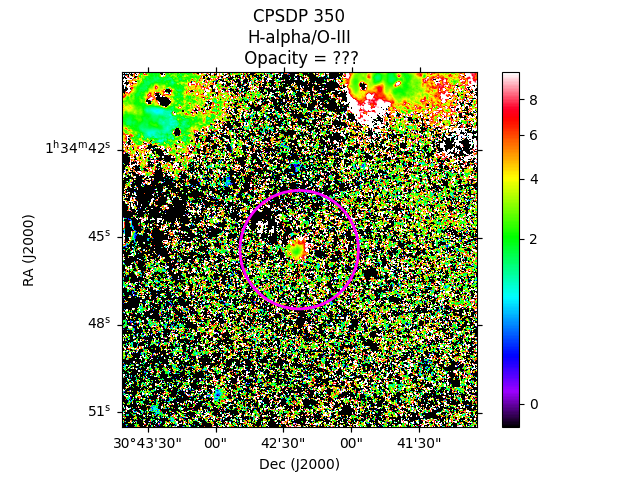 CPSDP 350
H-alpha/O-III
Opacity = ???
RA (J2000)
1ʰ34ᵐ42ˢ
45ˢ
48ˢ
51ˢ
30°43'30"
00"
42'30"
00"
41'30"
Dec (J2000)
8
6
4
2
0